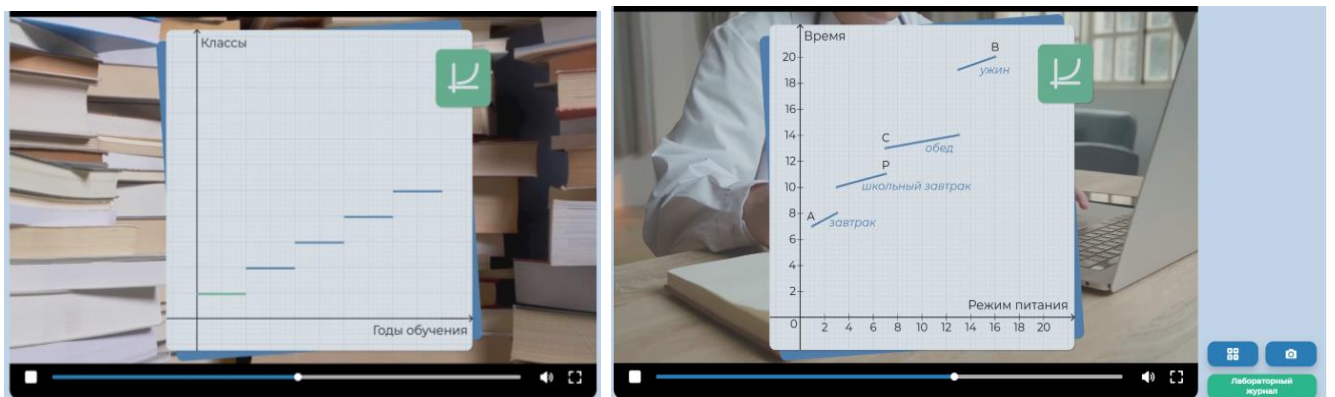 Классы
Годы обучения
Время
20
18
16
14
12
10
8
6
4
2
0
2 4 6 8 10 12 14 16 18 20
B
ужин
C
обед
P
школьный завтрак
A
завтрак
Режим питания
Лабораторный
журнал